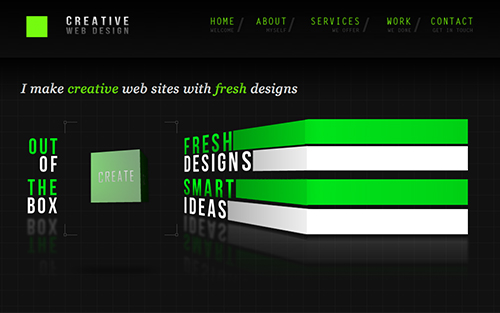 CREATIVE
WEB DESIGN
HOME / ABOUT / SERVICES / WORK / CONTACT
WELCOME MYSELF WE OFFER WE DONE GET IN TOUCH
I make creative web sites with fresh designs
OUT
OF
THE
BOX
CREATE
FRESH
DESIGNS
SMART
IDEAS